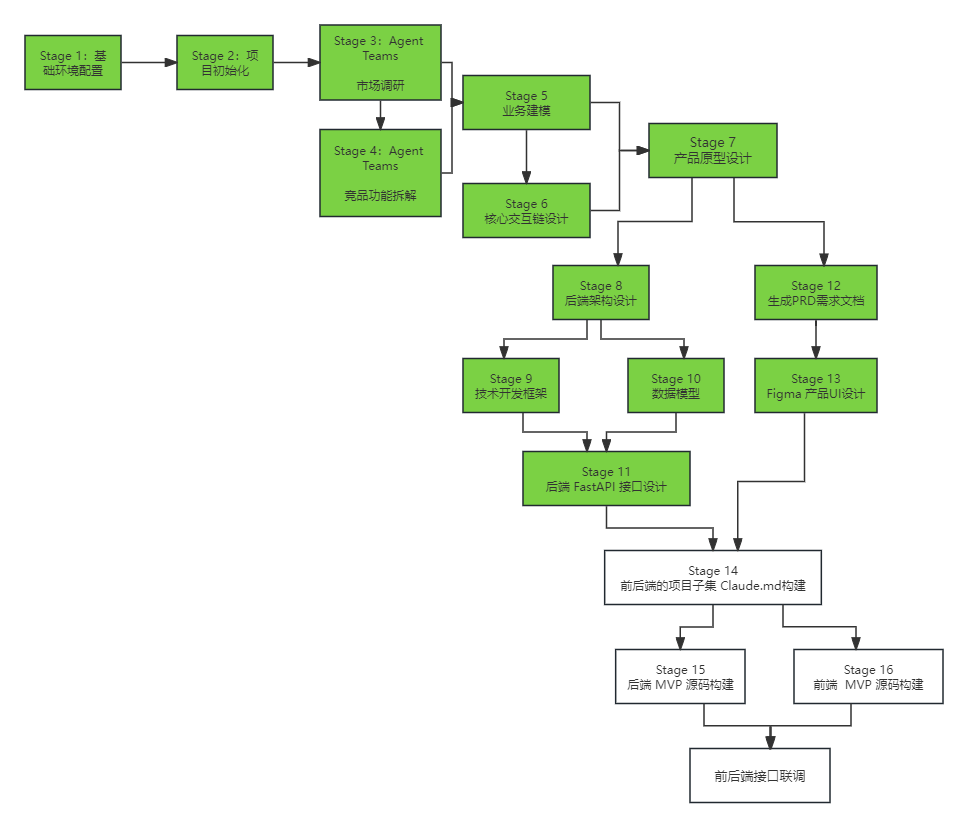 Stage 1：基
础环境配置
Stage 2：项
目初始化
Stage 3：Agent
Teams
市场调研
Stage 4：Agent
Teams
竞品功能拆解
Stage 5
业务建模
Stage 6
核心交互链设计
Stage 7
产品原型设计
Stage 8
后端架构设计
Stage 12
生成PRD需求文档
Stage 9
技术开发框架
Stage 10
数据模型
Stage 13
Figma 产品UI设计
Stage 11
后端 FastAPI 接口设计
Stage 14
前后端的项目子集 Claude.md构建
Stage 15
后端 MVP 源码构建
Stage 16
前端  MVP 源码构建
前后端接口联调